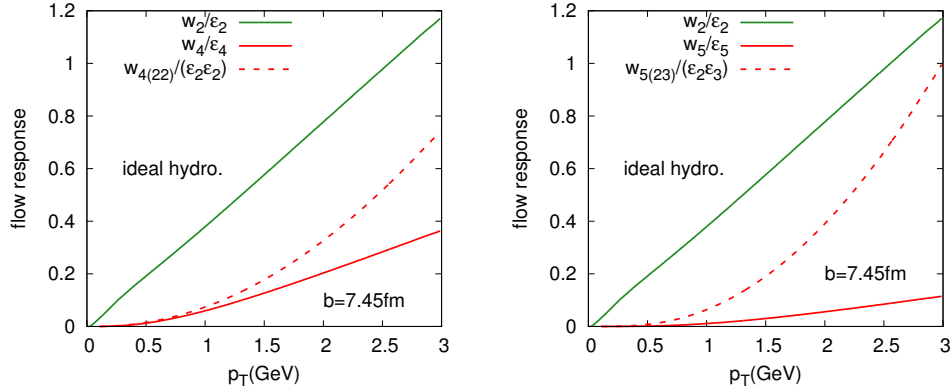 1.2
1
0.8
0.6
0.4
0.2
0
flow response
w₂/ε₂
w₄/ε₄
w₄₍₂₂₎/(ε₂ε₂)
ideal hydro.
b=7.45fm
0 0.5 1 1.5 2 2.5 3
p_T(GeV)
1.2
1
0.8
0.6
0.4
0.2
0
flow response
w₂/ε₂
w₅/ε₅
w₅₍₂₃₎/(ε₂ε₃)
ideal hydro.
b=7.45fm
0 0.5 1 1.5 2 2.5 3
p_T(GeV)